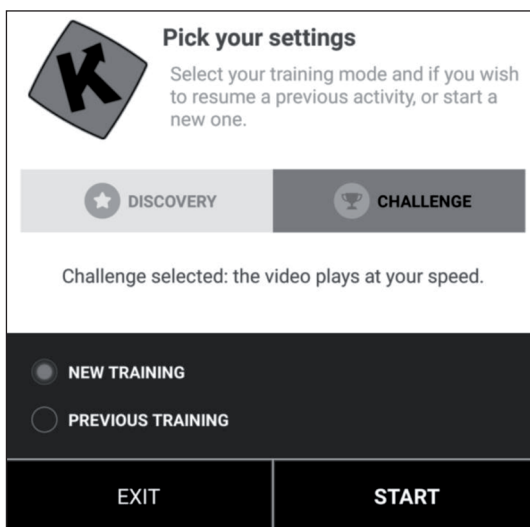 Pick your settings
Select your training mode and if you wish
to resume a previous activity, or start a
new one.
DISCOVERY
CHALLENGE
Challenge selected: the video plays at your speed.
NEW TRAINING
PREVIOUS TRAINING
EXIT
START